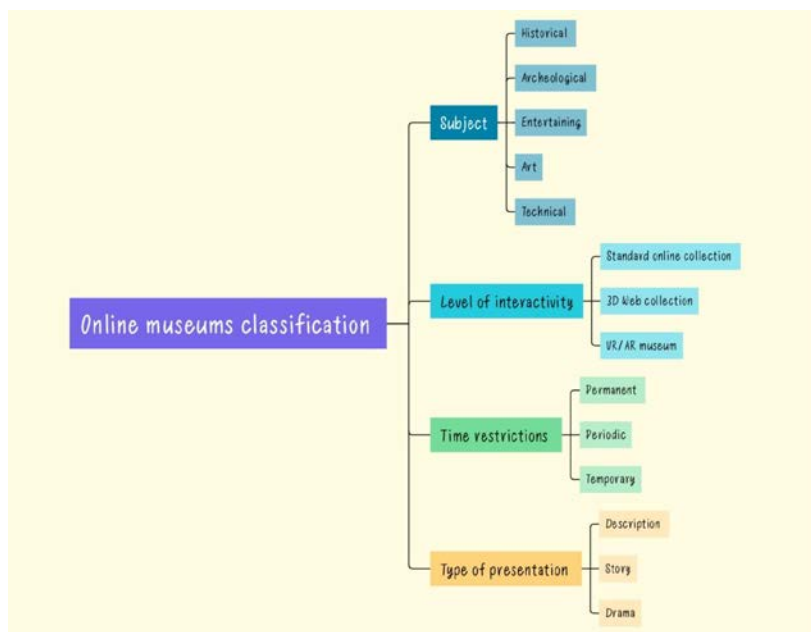 Online museums classification
Subject
Historical
Archeological
Entertaining
Art
Technical
Level of interactivity
Standard online collection
3D Web collection
VR/AR museum
Time restrictions
Permanent
Periodic
Temporary
Type of presentation
Description
Story
Drama